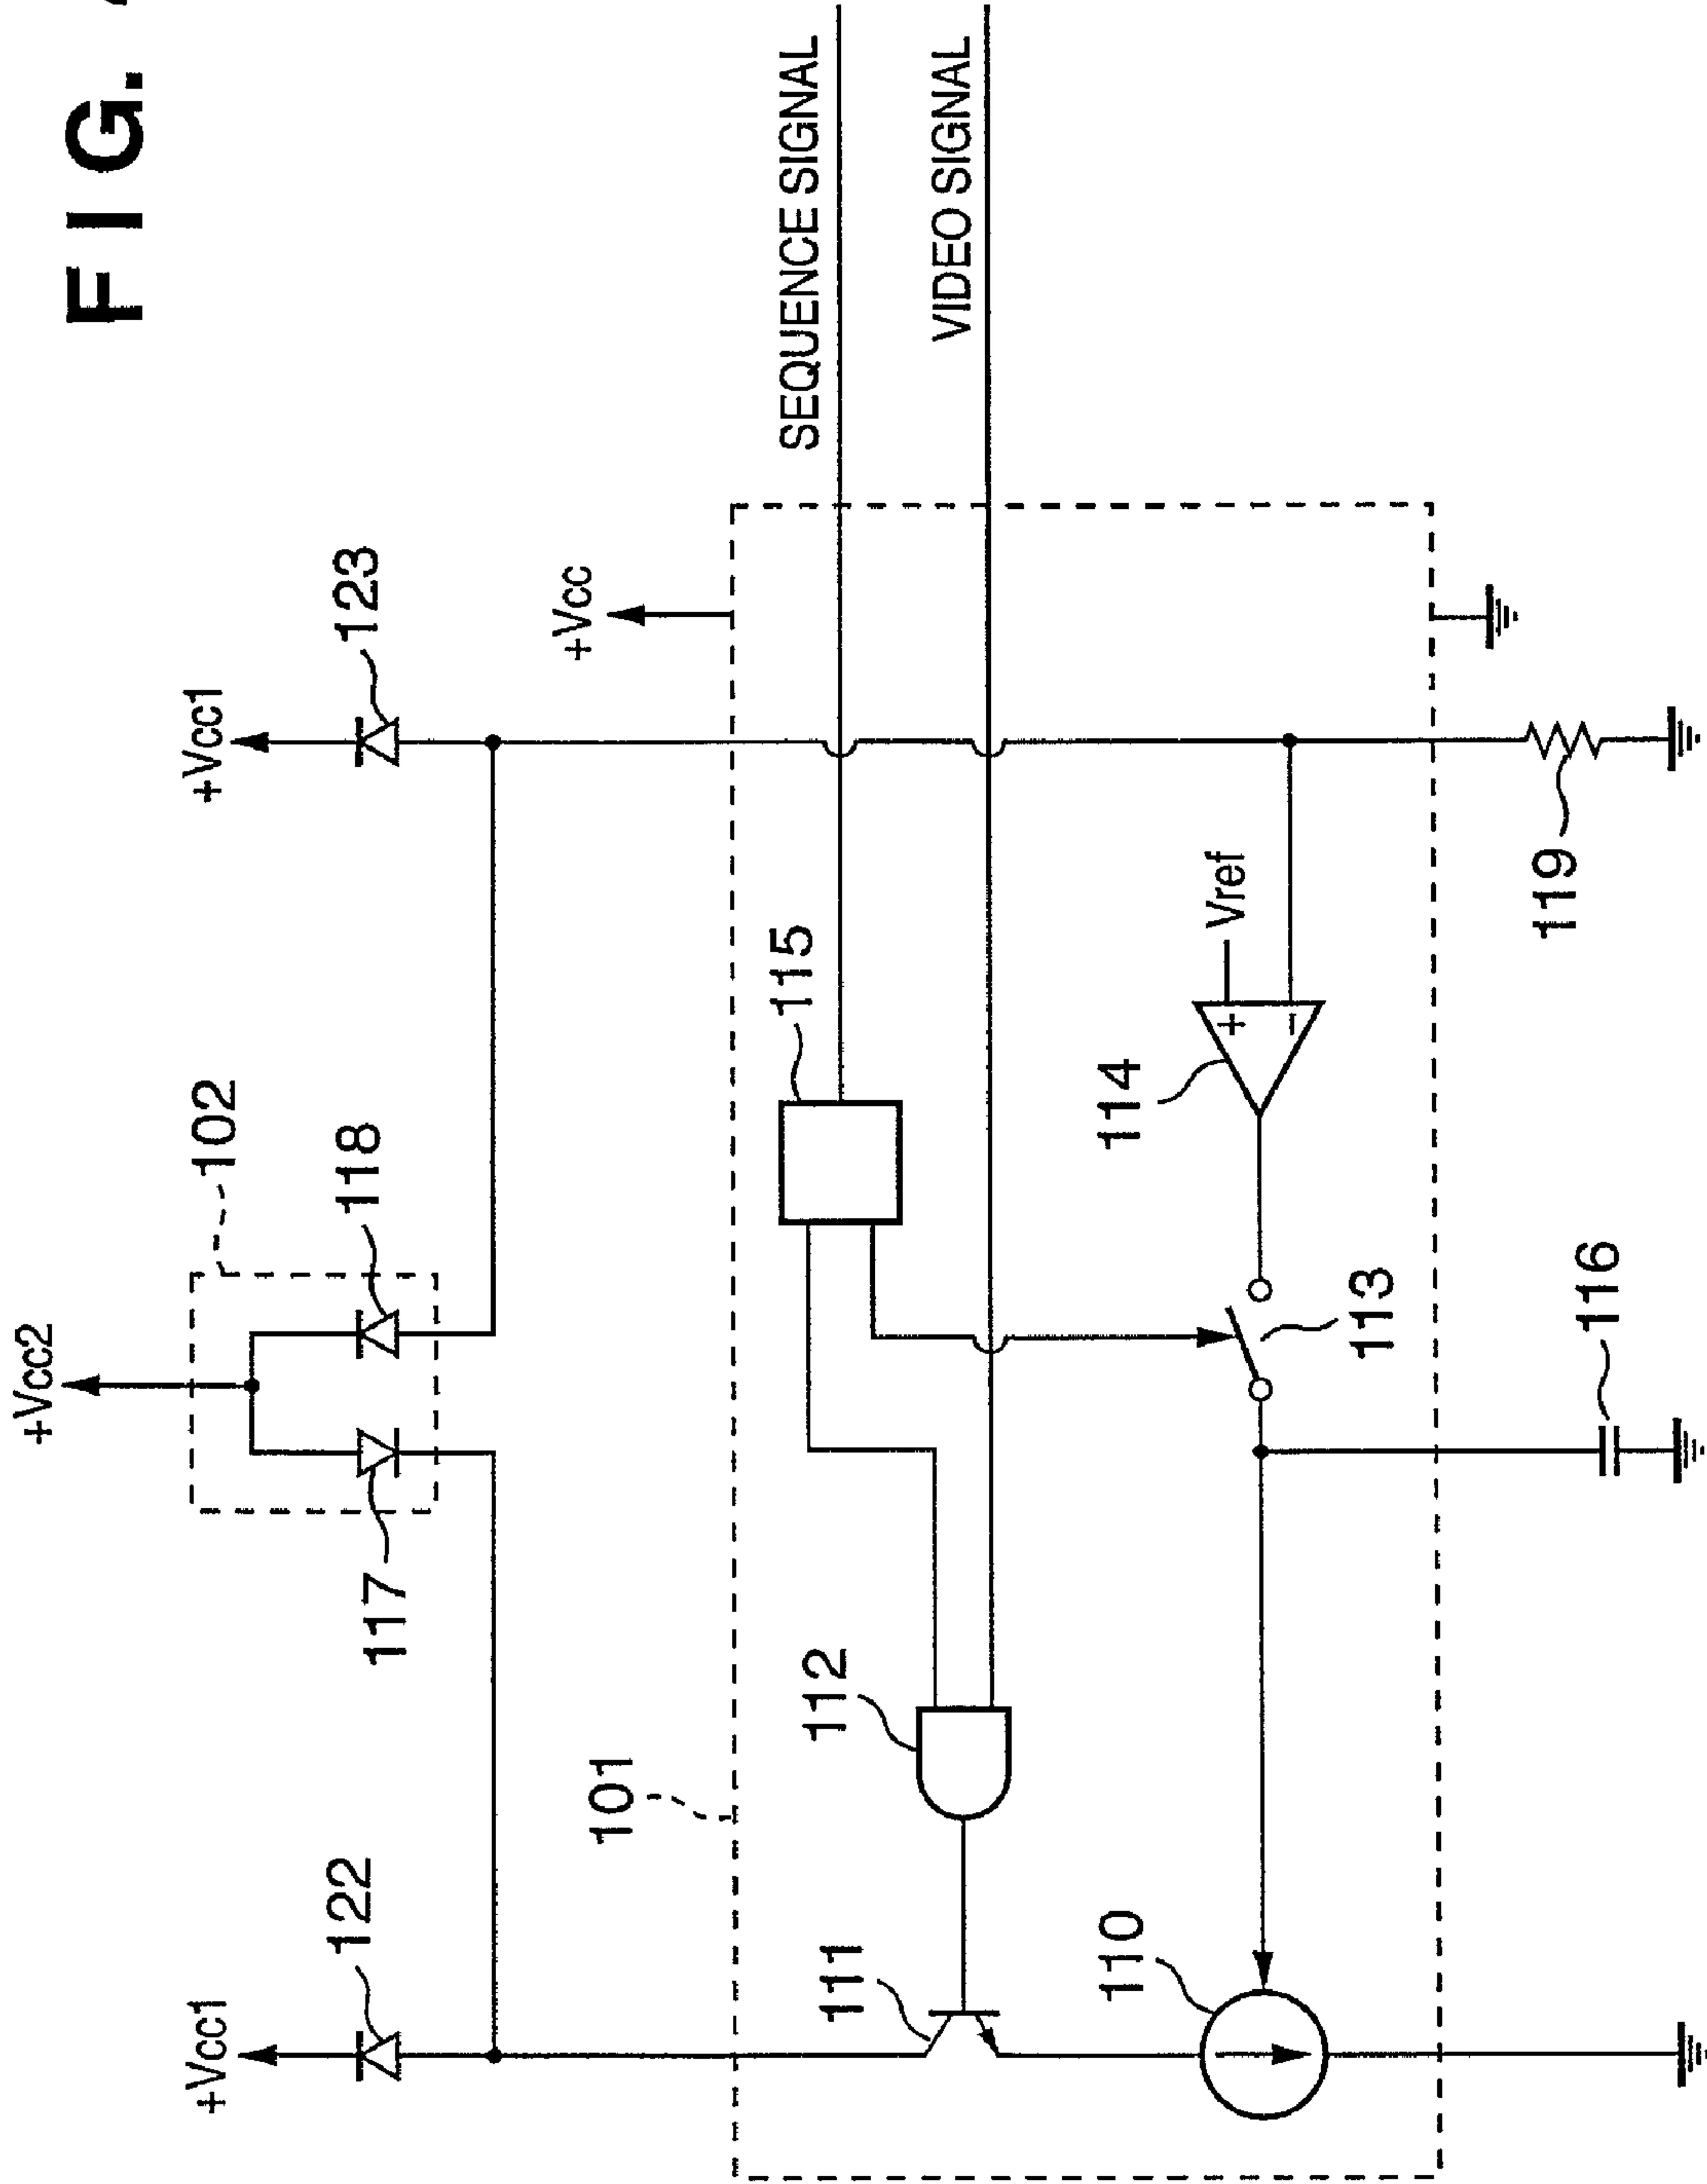 FIG.
+Vcc2
102
117
118
+Vcc1
122
+Vcc1
123
101
+Vcc
115
SEQUENCE SIGNAL
112
VIDEO SIGNAL
111
110
114
+
−
Vref
113
116
119